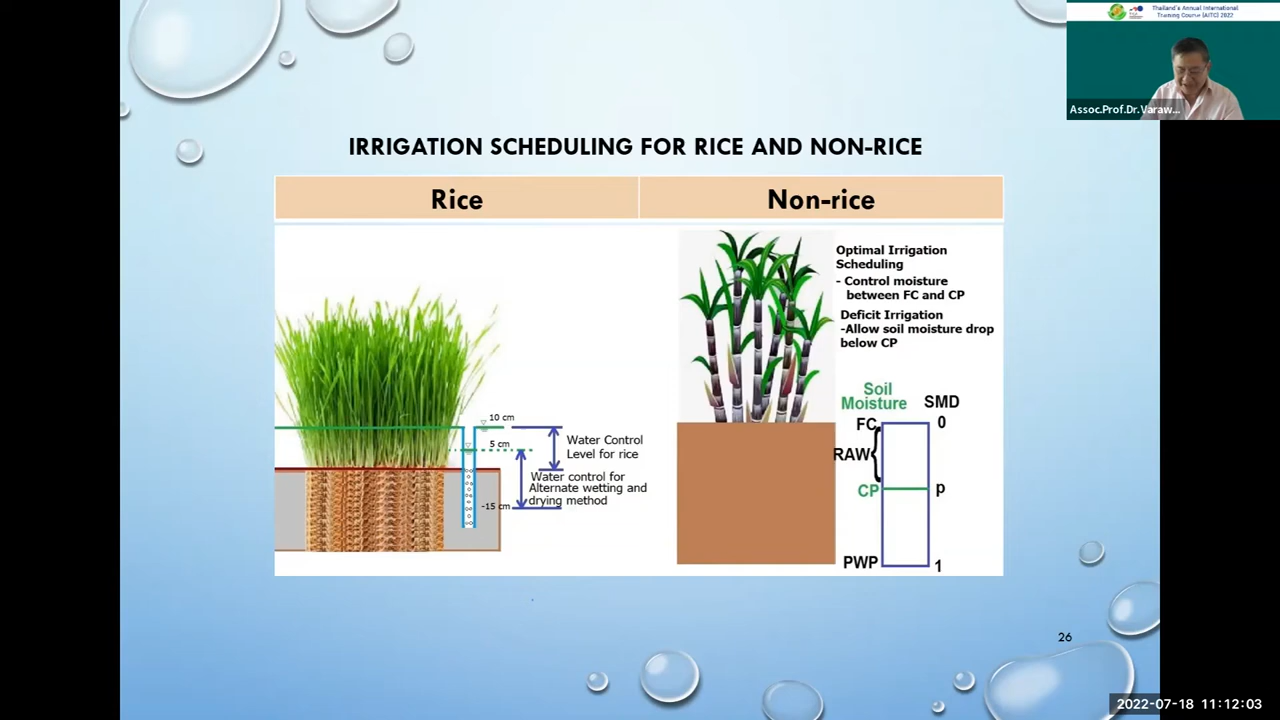 Thailand's Annual International
Training Course (AITC) 2022
Assoc.Prof.Dr.Varaw...
IRRIGATION SCHEDULING FOR RICE AND NON-RICE
Rice
Non-rice
10 cm
5 cm
-15 cm
Water Control
Level for rice
Water control for
Alternate wetting and
drying method
Optimal Irrigation
Scheduling
- Control moisture
between FC and CP
Deficit Irrigation
-Allow soil moisture drop
below CP
Soil
Moisture
SMD
FC
0
RAW
CP
p
PWP
1
26
2022-07-18 11:12:03